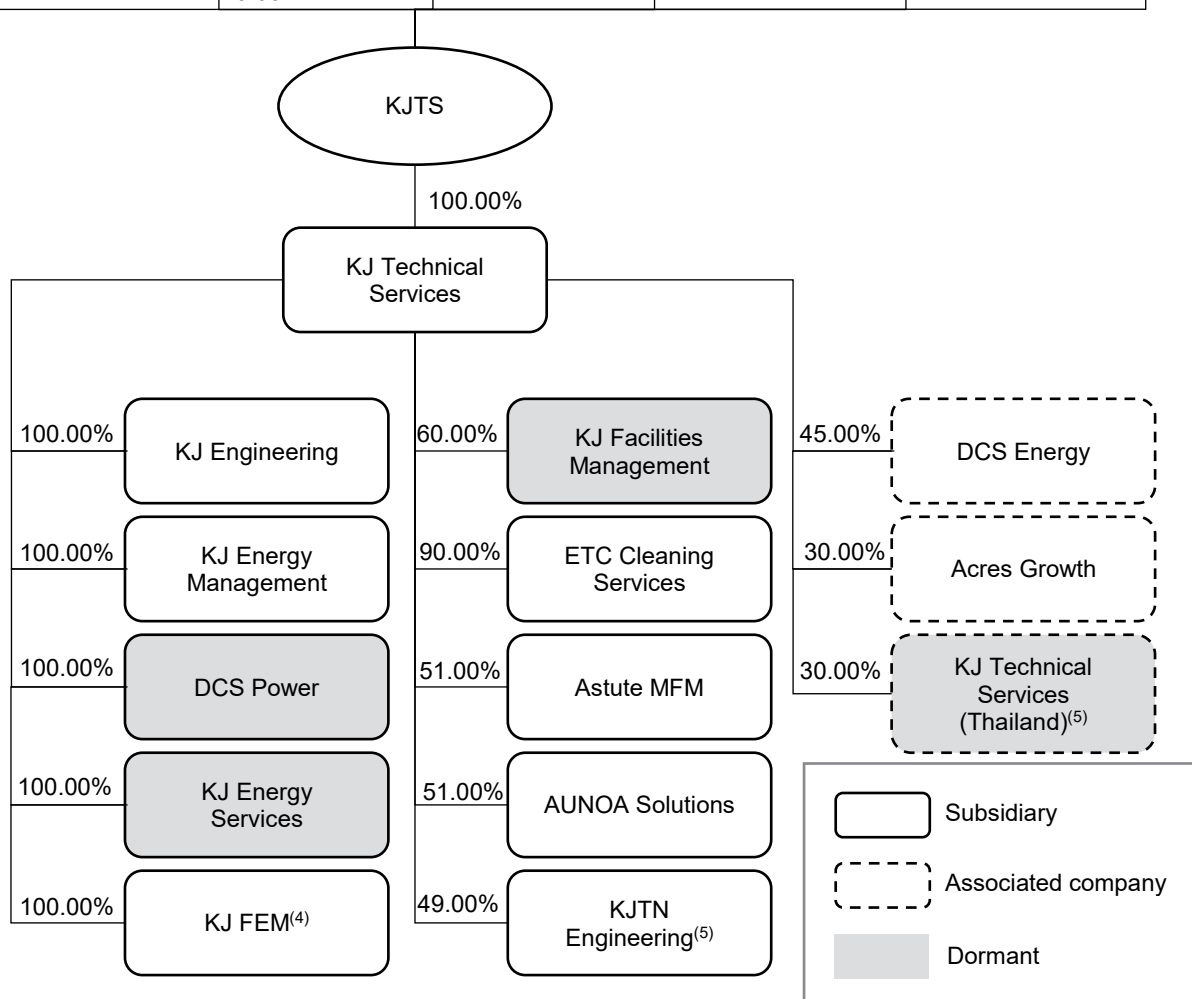 KJTS
100.00%
KJ Technical
Services
100.00%
KJ Engineering
60.00%
KJ Facilities
Management
45.00%
DCS Energy
100.00%
KJ Energy
Management
90.00%
ETC Cleaning
Services
30.00%
Acres Growth
100.00%
DCS Power
51.00%
Astute MFM
30.00%
KJ Technical
Services
(Thailand)(5)
100.00%
KJ Energy
Services
51.00%
AUNOA Solutions
100.00%
KJ FEM(4)
49.00%
KJTN
Engineering(5)
Subsidiary
Associated company
Dormant